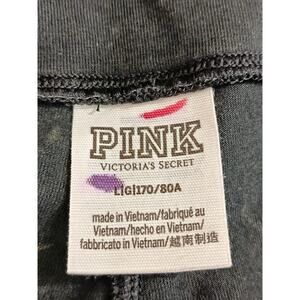 PINK
VICTORIA'S SECRET
L|G|170/80A
made in Vietnam/fabriqué au
Vietnam/hecho en Vietnam/
fabbricato in Vietnam/越南制造